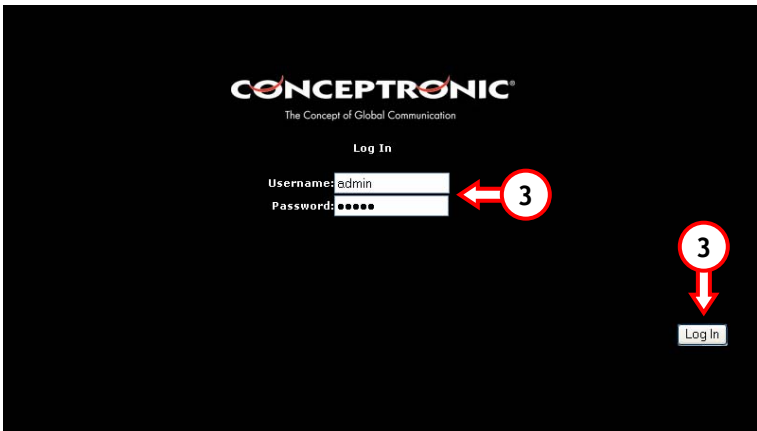 CONCEPTRONIC®
The Concept of Global Communication
Log In
Username: admin
Password: •••••
3
3
Log In